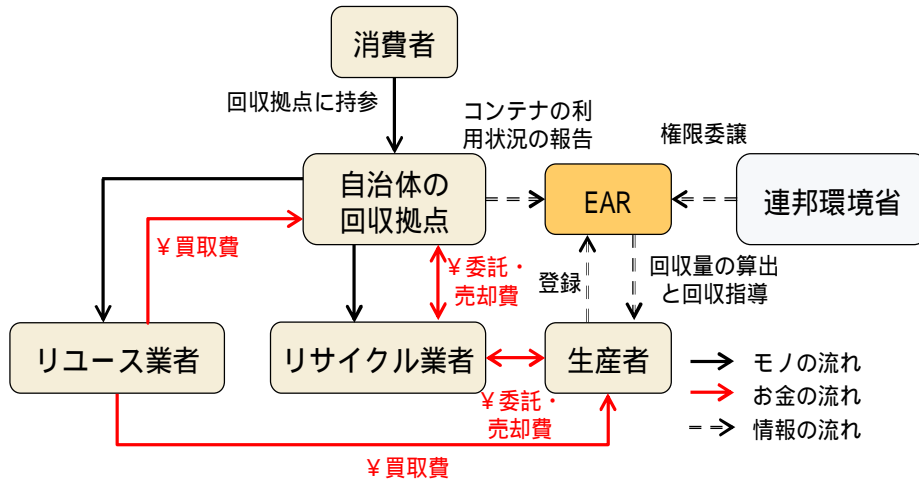 消費者
回収拠点に持参
コンテナの利
用状況の報告
権限委譲
自治体の
回収拠点
EAR
連邦環境省
￥買取費
￥委託・
売却費
登録
回収量の算出
と回収指導
リユース業者
リサイクル業者
生産者
￥委託・
売却費
￥買取費
モノの流れ
お金の流れ
情報の流れ